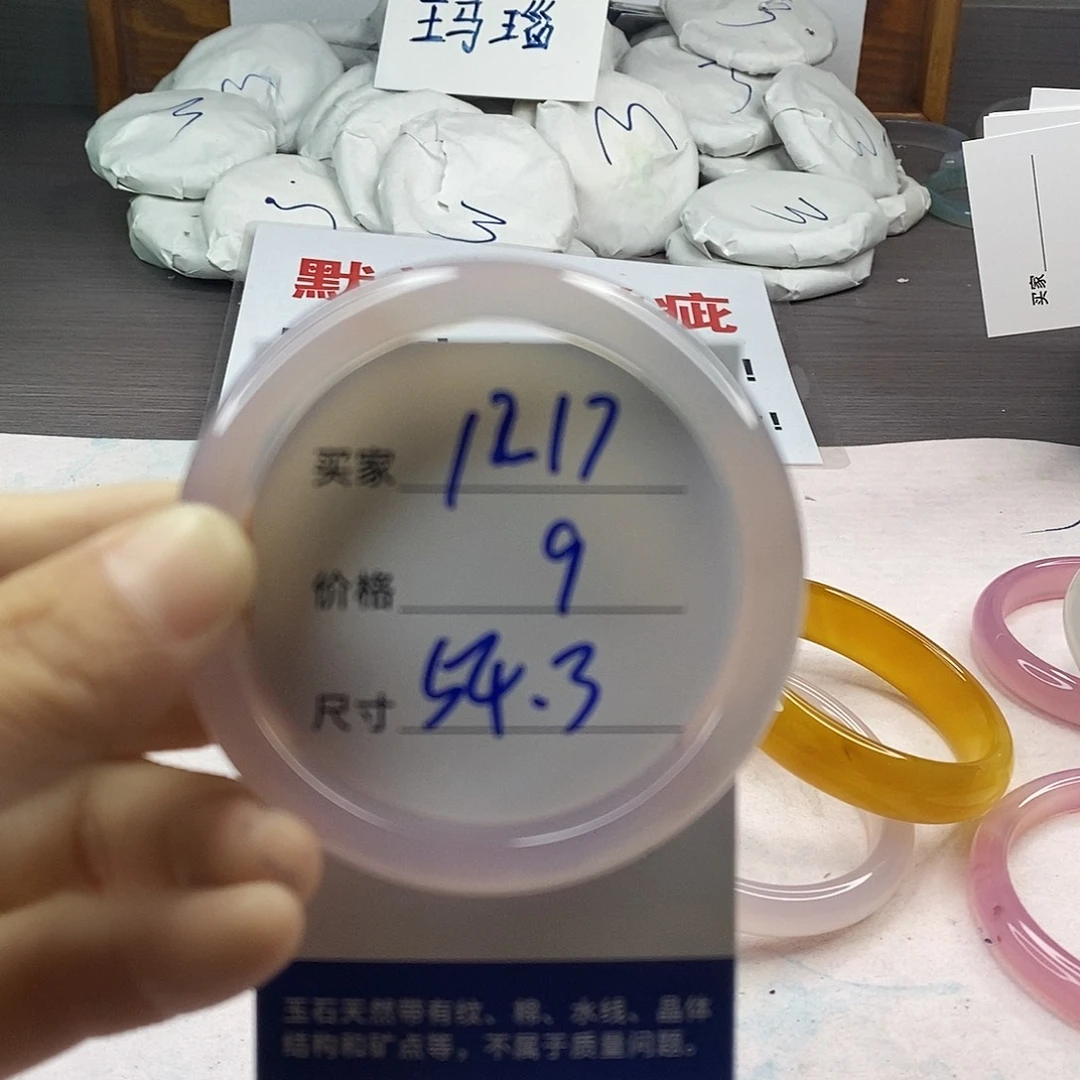 玛瑙
默 疵
！
！
买家
买家 1217
价格 9
尺寸 54.3
玉石天然带有纹、棉、水线、晶体
结构和矿点等，不属于质量问题。